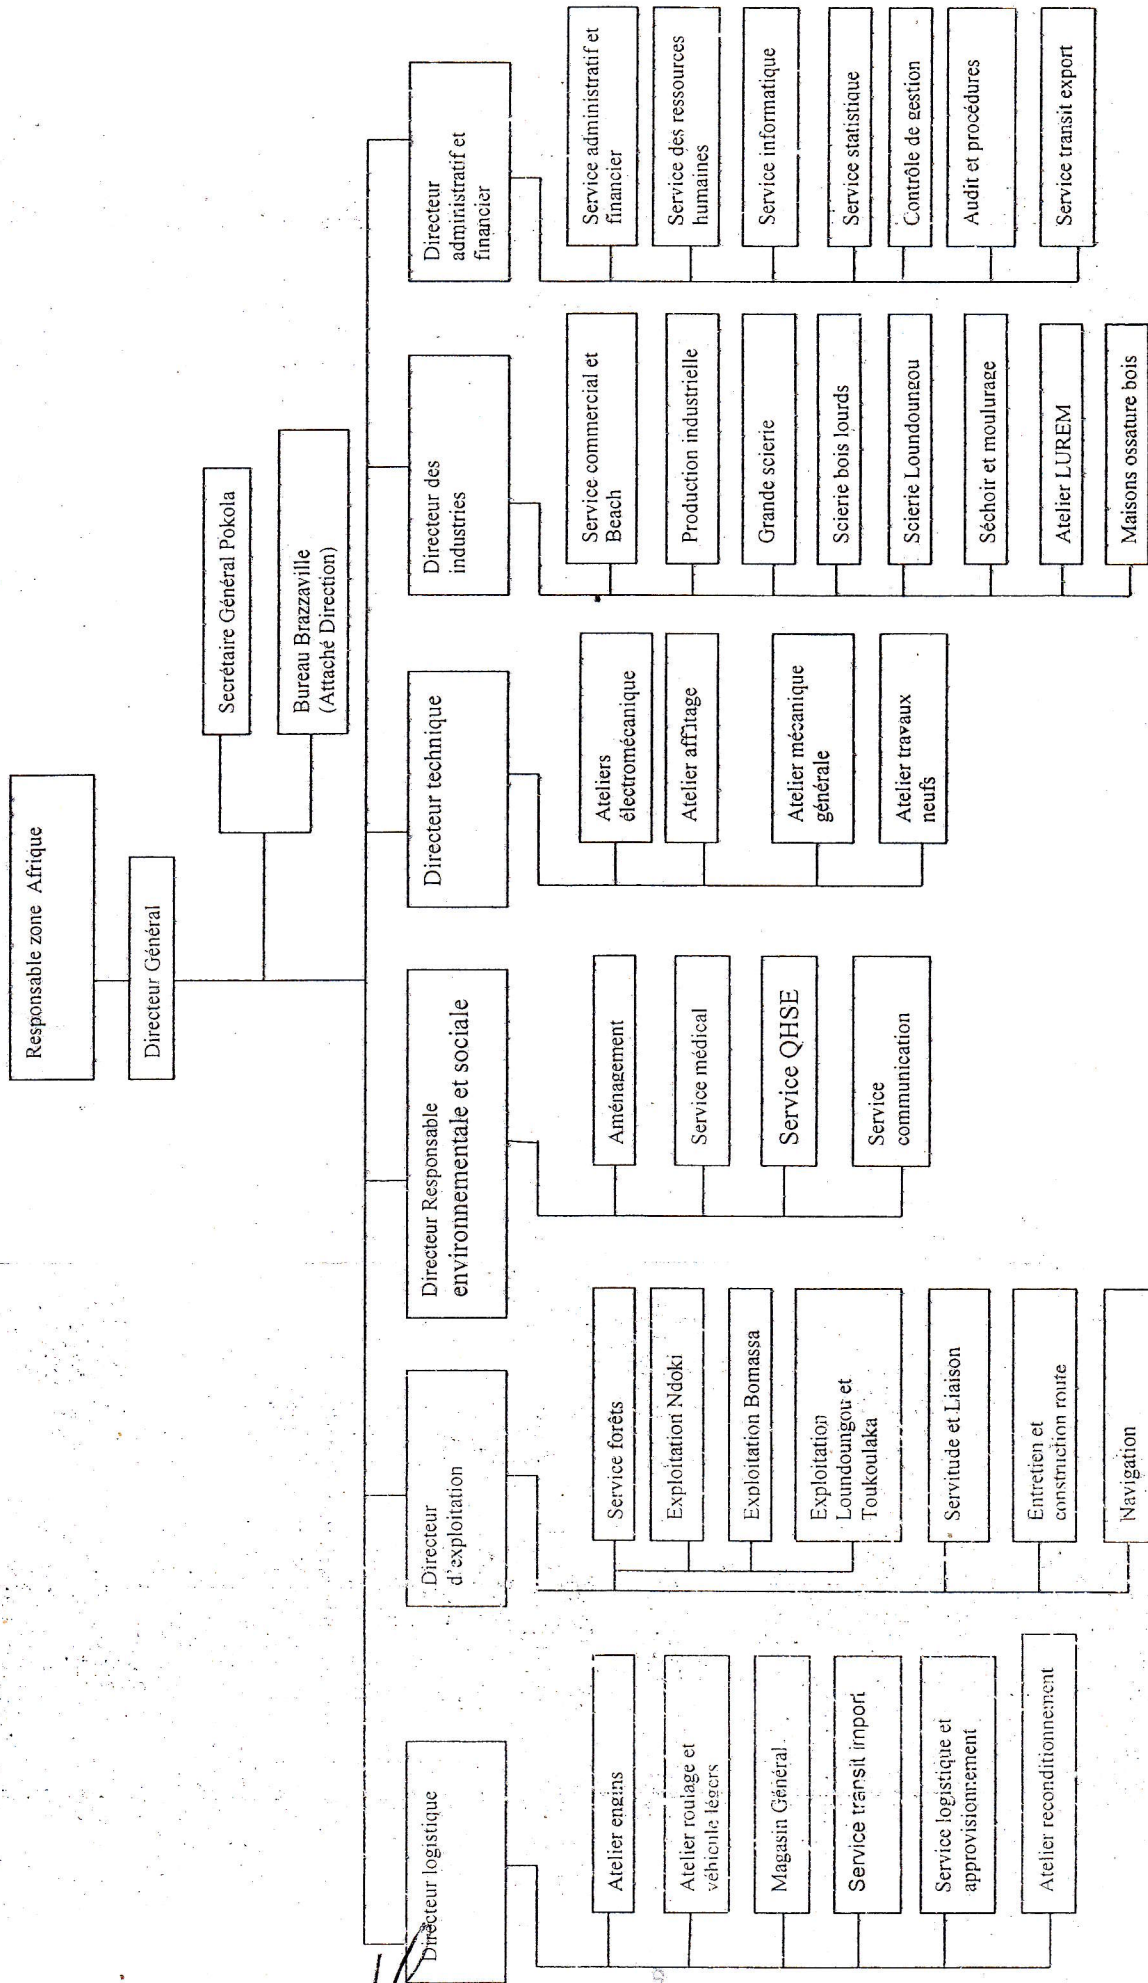 Responsable zone Afrique
Directeur Général
Secrétaire Général Pokola
Bureau Brazzaville
(Attaché Direction)
Directeur logistique
Atelier engins
Atelier roulage et
véhicule légers
Magasin Général
Service transit import
Service logistique et
approvisionnement
Atelier reconditionnement
Directeur
d'exploitation
Service forêts
Exploitation Ndoki
Exploitation Bomassa
Exploitation
Loundoungou et
Toukoulaka
Servitude et Liaison
Entretien et
construction route
Navigation
Directeur Responsable
environnementale et sociale
Aménagement
Service médical
Service QHSE
Service
communication
Directeur technique
Ateliers
électromécanique
Atelier affûtage
Atelier mécanique
générale
Atelier travaux
neufs
Directeur des
industries
Service commercial et
Beach
Production industrielle
Grande scierie
Scierie bois lourds
Scierie Loundoungou
Séchoir et moulurage
Atelier LUREM
Maisons ossature bois
Directeur
administratif et
financier
Service administratif et
financier
Service des ressources
humaines
Service informatique
Service statistique
Contrôle de gestion
Audit et procédures
Service transit export